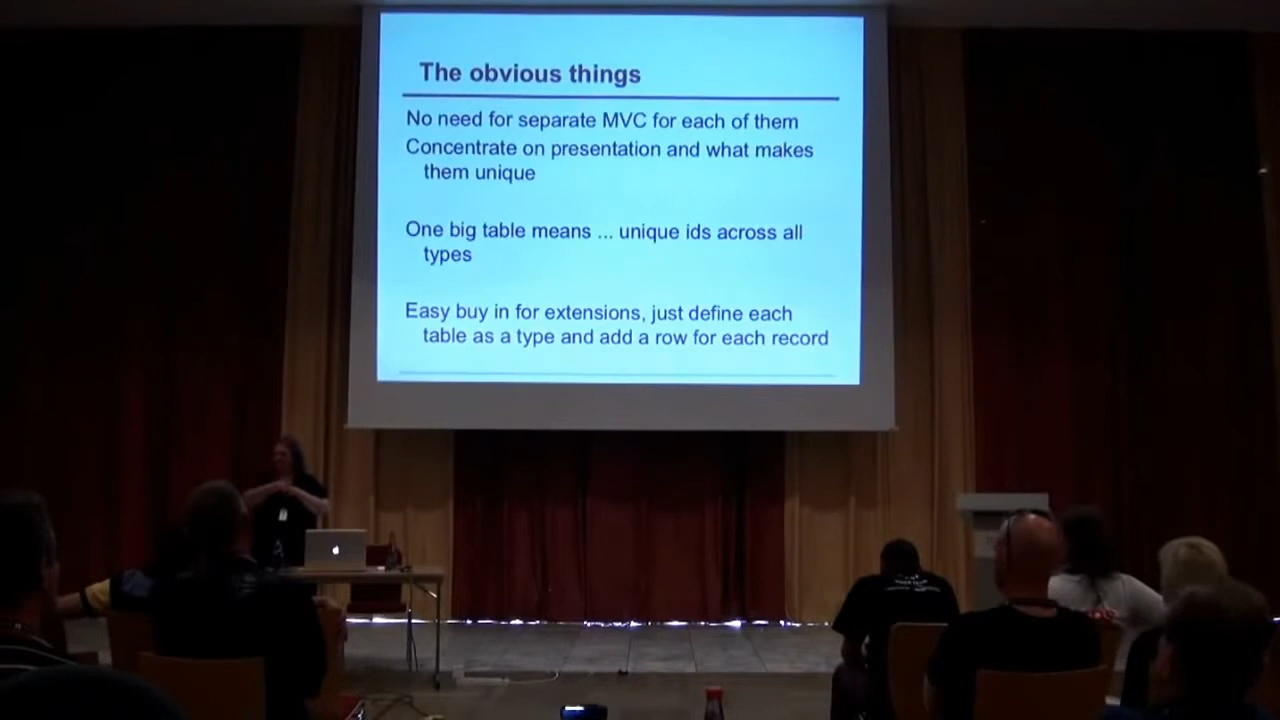 The obvious things
No need for separate MVC for each of them
Concentrate on presentation and what makes
them unique
One big table means ... unique ids across all
types
Easy buy in for extensions, just define each
table as a type and add a row for each record